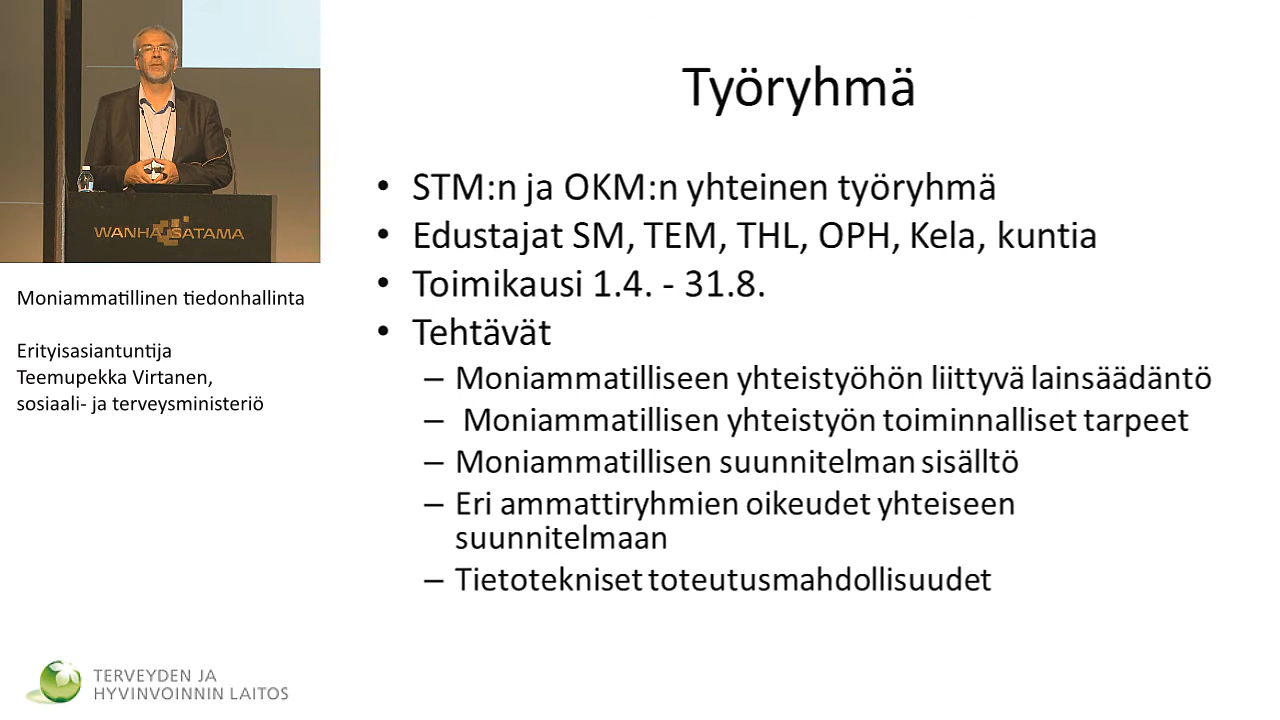 WANHA SATAMA
Moniammatillinen tiedonhallinta
Erityisasiantuntija
Teemupekka Virtanen,
sosiaali- ja terveysministeriö
TERVEYDEN JA
HYVINVOINNIN LAITOS
Työryhmä
• STM:n ja OKM:n yhteinen työryhmä
• Edustajat SM, TEM, THL, OPH, Kela, kuntia
• Toimikausi 1.4. - 31.8.
• Tehtävät
– Moniammatilliseen yhteistyöhön liittyvä lainsäädäntö
– Moniammatillisen yhteistyön toiminnalliset tarpeet
– Moniammatillisen suunnitelman sisälltö
– Eri ammattiryhmien oikeudet yhteiseen
suunnitelmaan
– Tietotekniset toteutusmahdollisuudet